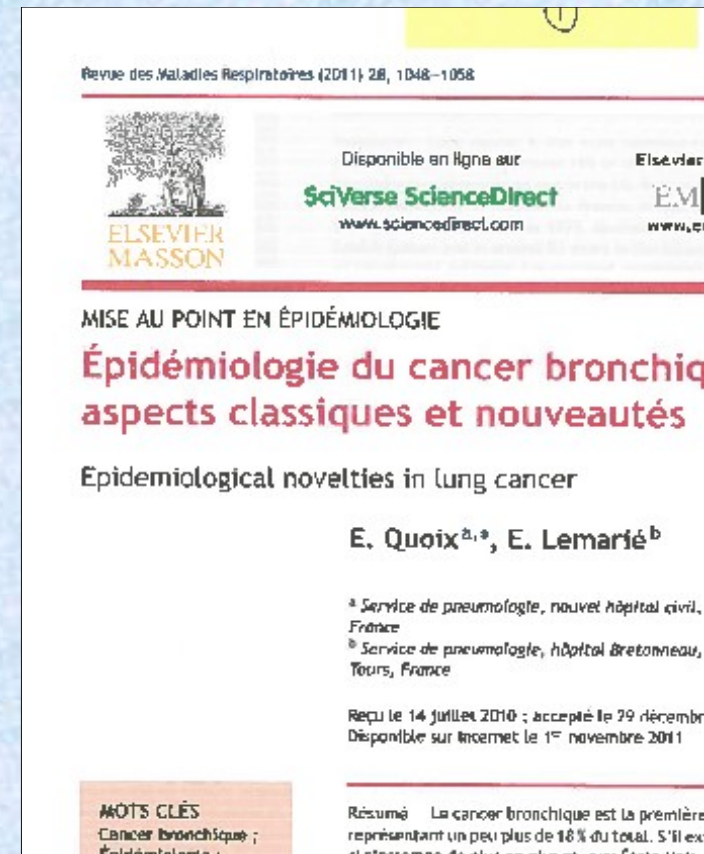 1
Revue des Maladies Respiratoires (2011) 28, 1048—1058
ELSEVIER
MASSON
Disponible en ligne sur
SciVerse ScienceDirect
www.sciencedirect.com
Elsevier
EM
www.e
MISE AU POINT EN ÉPIDÉMIOLOGIE
Épidémiologie du cancer bronchiq
aspects classiques et nouveautés
Epidemiological novelties in lung cancer
E. Quoix a,*, E. Lemarié b
a Service de pneumologie, nouvel hôpital civil,
France
b Service de pneumologie, hôpital Bretonneau,
Tours, France
Reçu le 14 juillet 2010 ; accepté le 29 décembr
Disponible sur Internet le 1er novembre 2011
MOTS CLÉS
Cancer bronchique ;
Épidémiologie ;
Résumé Le cancer bronchique est la première
représentant un peu plus de 18 % du total. S'il ex